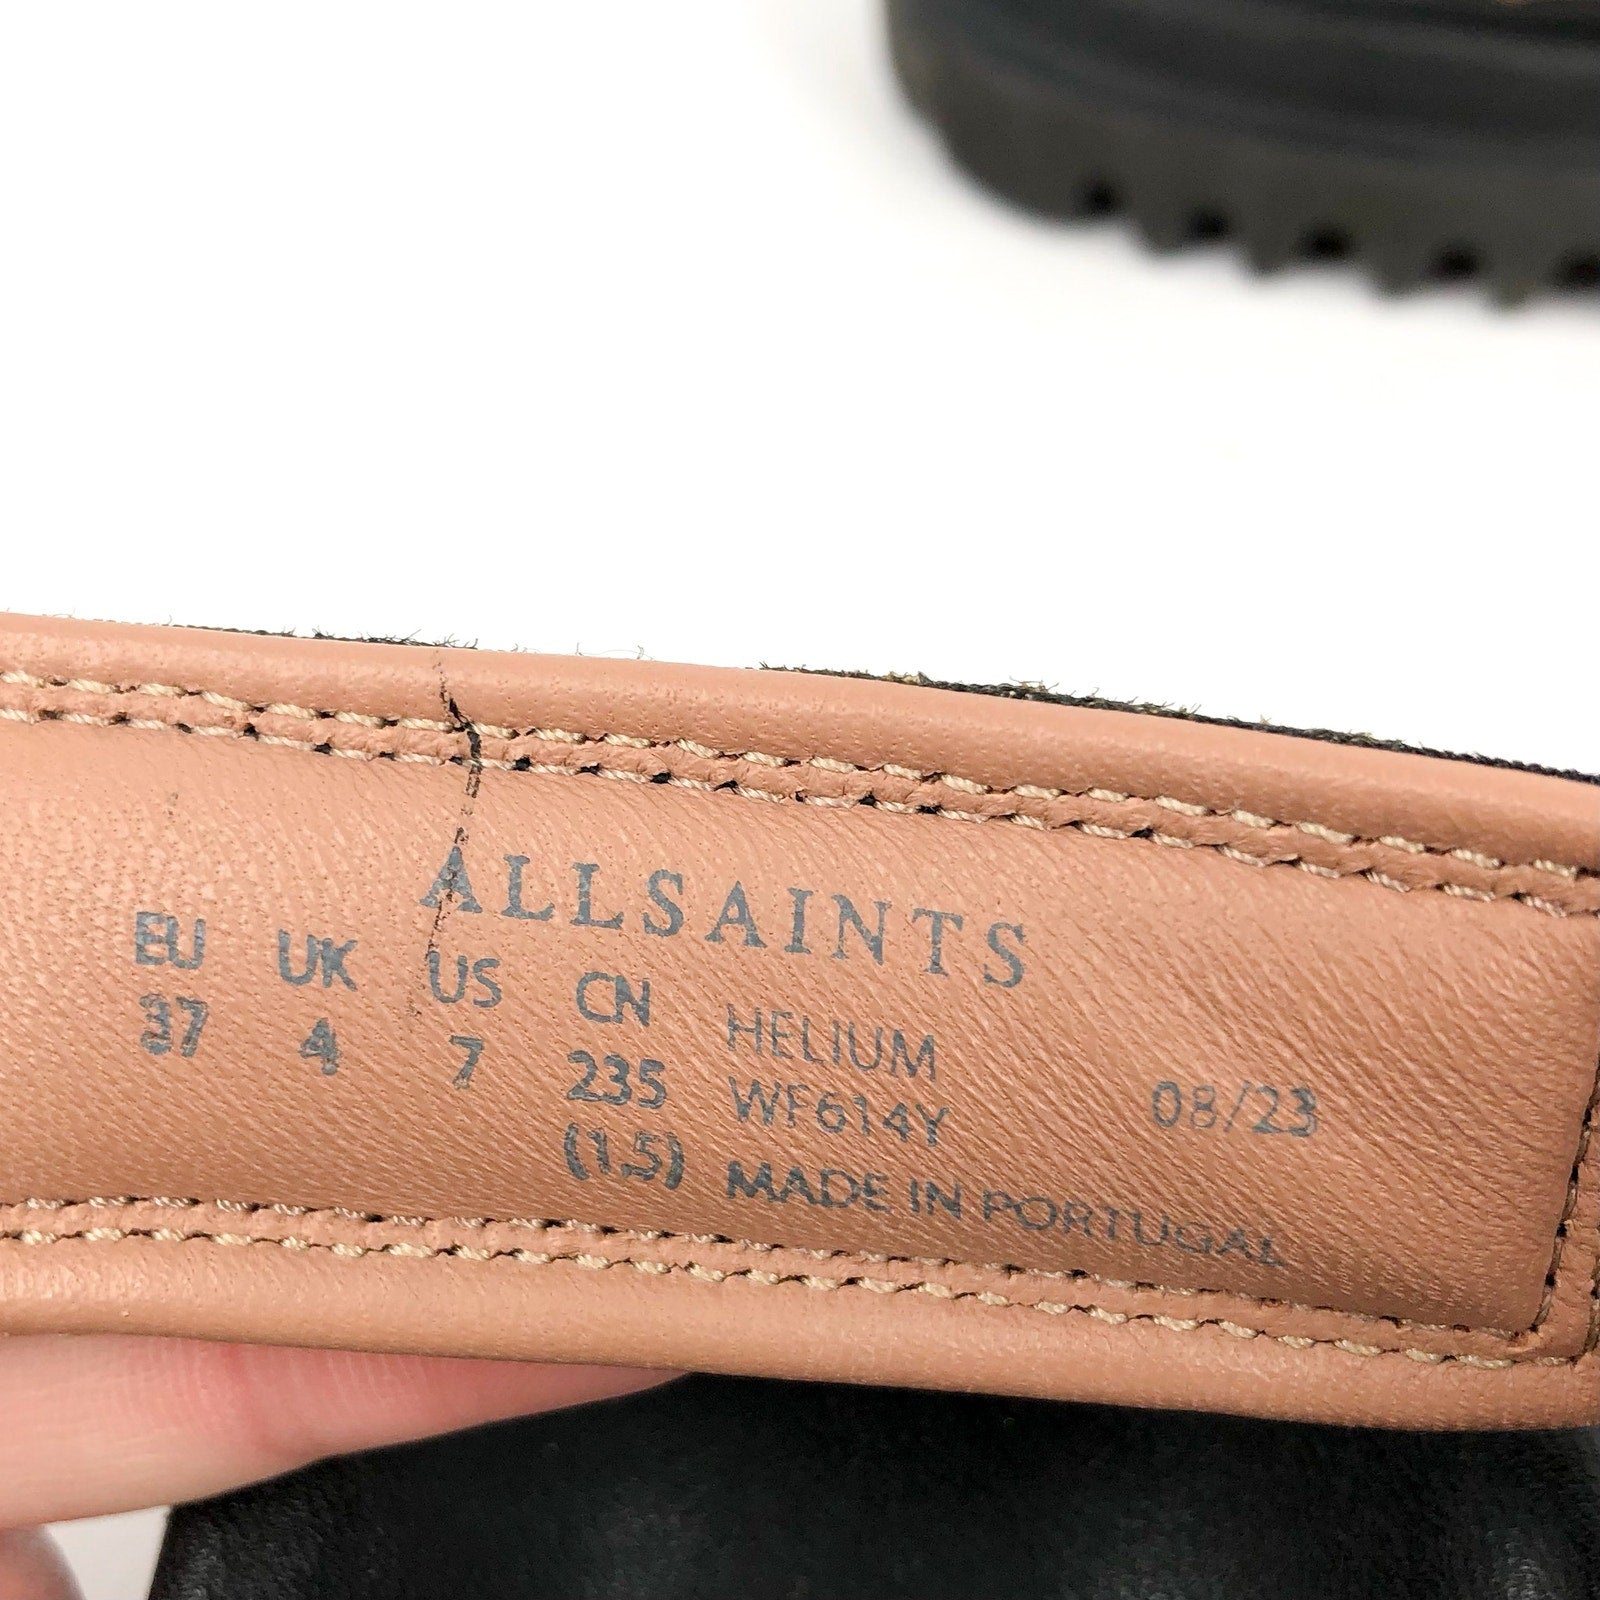 ALLSAINTS
EU UK US CN
37 4 7 235
(1.5)
HELIUM
WF614Y 08/23
MADE IN PORTUGAL